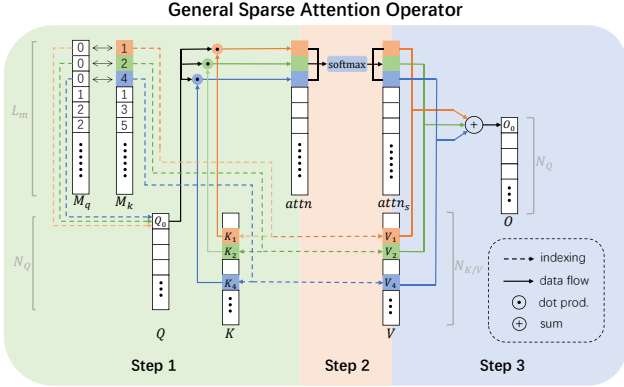 General Sparse Attention Operator
0 1
0 2
0 4
1 1
2 3
2 5
L_m
M_q M_k
softmax
attn attn_s
O_0
N_Q
O
Q_0
K_1 V_1
K_2 V_2
K_4 V_4
N_Q
N_{K/V}
Q K V
indexing
data flow
dot prod.
sum
Step 1 Step 2 Step 3